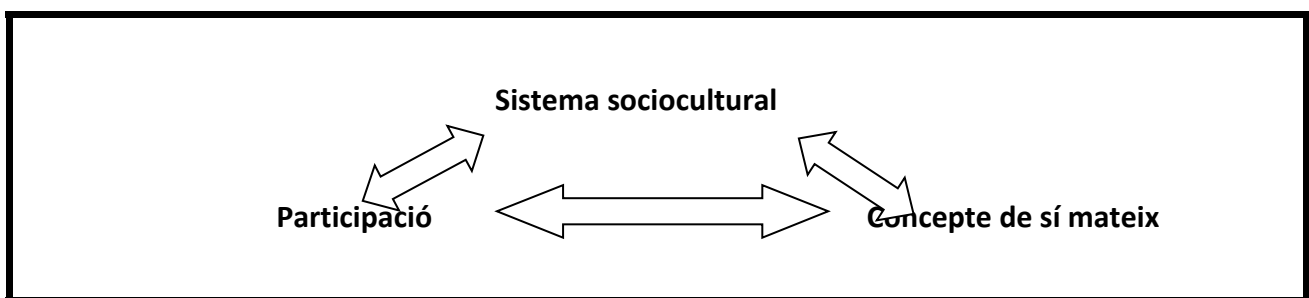 Sistema sociocultural
Participació Concepte de sí mateix